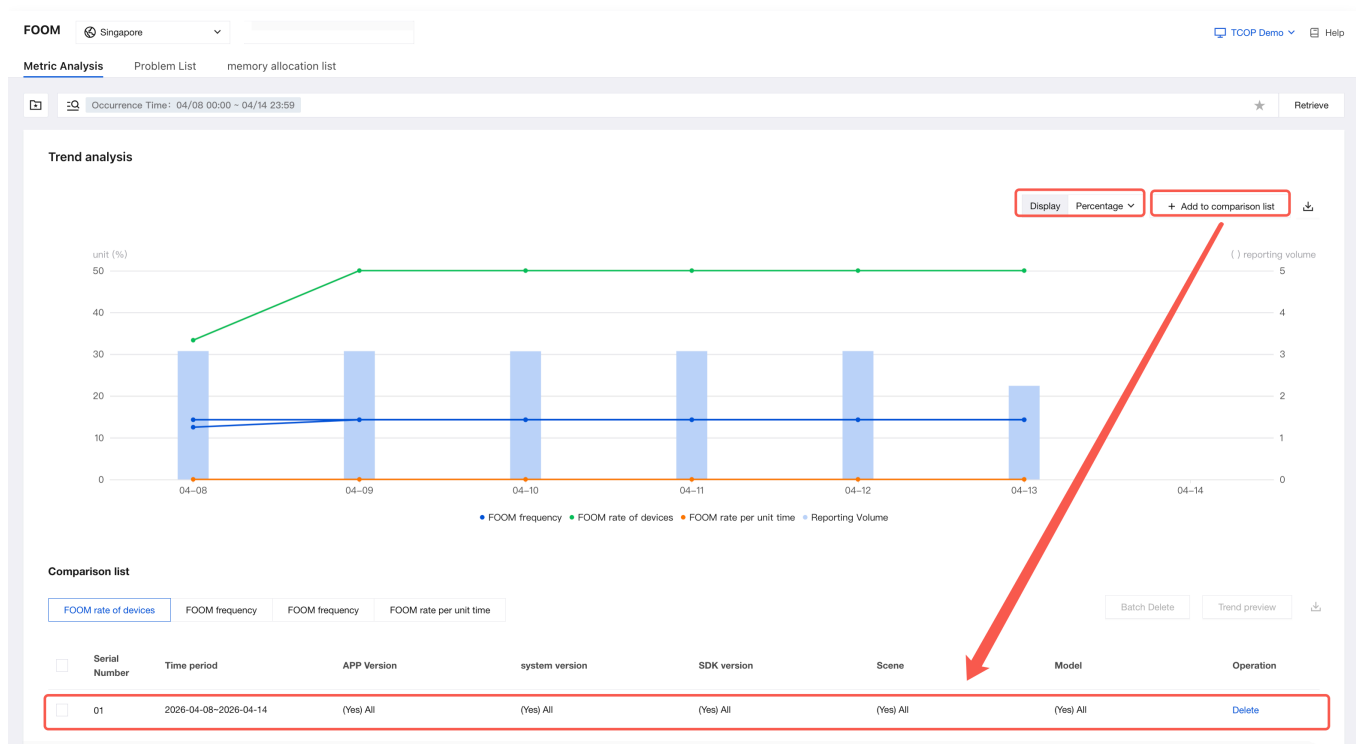 FOOM Singapore TCOP Demo Help
Metric Analysis Problem List memory allocation list
Occurrence Time: 04/08 00:00 ~ 04/14 23:59 Retrieve
Trend analysis
Display Percentage + Add to comparison list
unit (%) ( ) reporting volume
50 5
40 4
30 3
20 2
10 1
0 0
04-08 04-09 04-10 04-11 04-12 04-13 04-14
FOOM frequency FOOM rate of devices FOOM rate per unit time Reporting Volume
Comparison list
FOOM rate of devices FOOM frequency FOOM frequency FOOM rate per unit time Batch Delete Trend preview
Serial Number Time period APP Version system version SDK version Scene Model Operation
01 2026-04-08~2026-04-14 (Yes) All (Yes) All (Yes) All (Yes) All (Yes) All Delete